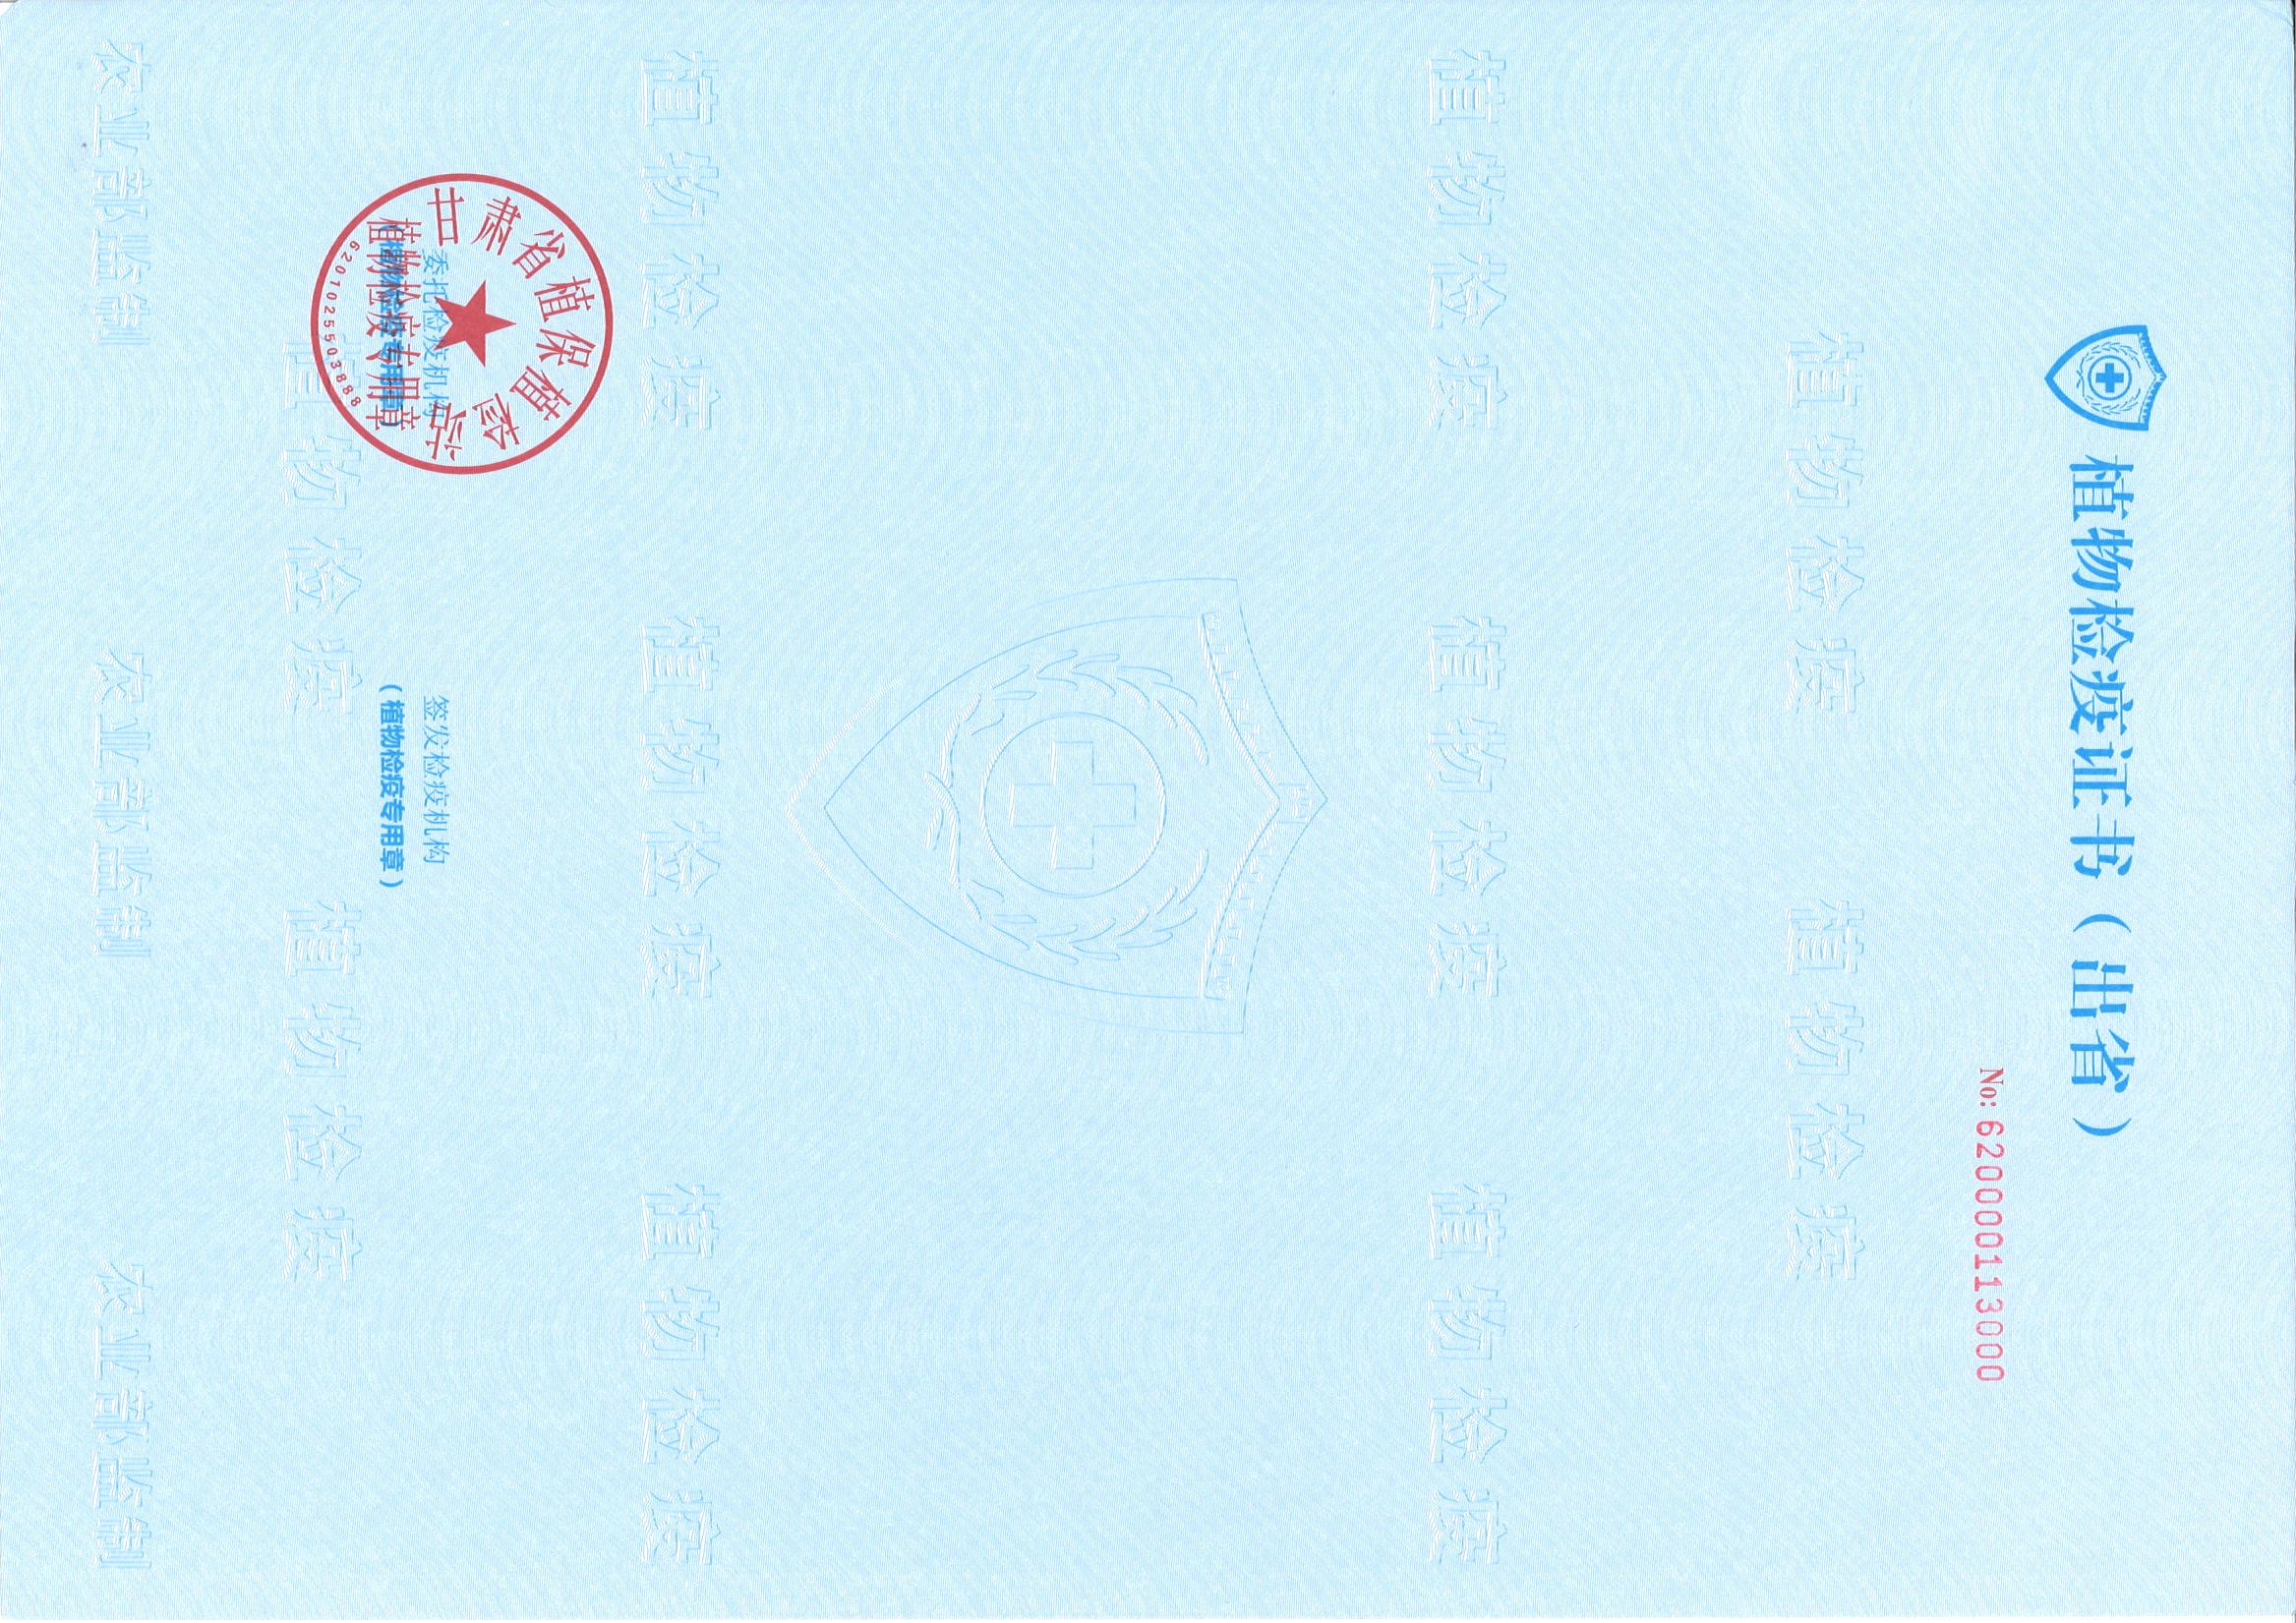 植物检疫证书（出省）
No: 620000113000
植物检疫 植物检疫
植物检疫 植物检疫 植物检疫
植物检疫 植物检疫 植物检疫
甘肃省植保植检站
委托检疫机构 签发检疫机构
（植物检疫专用章） （植物检疫专用章）
植物检疫专用章
6201025503888
植物检疫 植物检疫
农业部监制 农业部监制 农业部监制